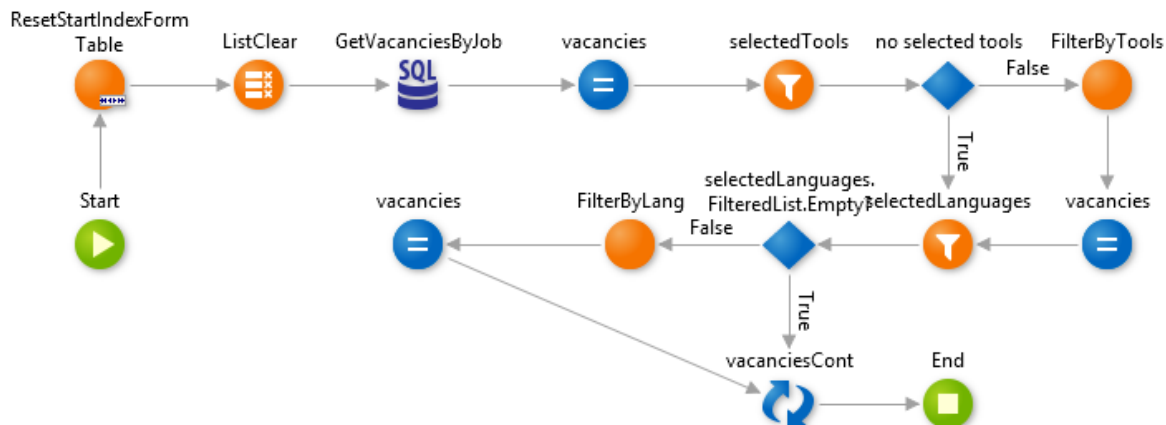 ResetStartIndexForm
Table
ListClear
GetVacanciesByJob
SQL
vacancies
selectedTools
no selected tools
False
FilterByTools
True
Start
vacancies
FilterByLang
selectedLanguages.
FilteredList.Empty?
False
selectedLanguages
vacancies
True
vacanciesCont
End